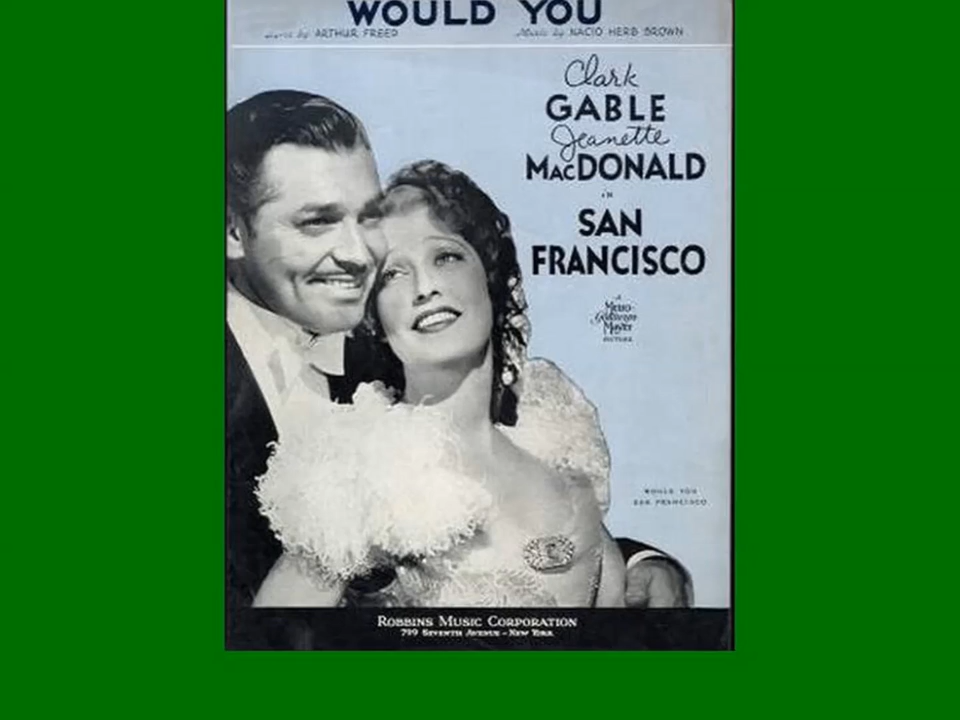 WOULD YOU
Lyric by ARTHUR FREED Music by NACIO HERB BROWN
Clark
GABLE
Jeanette
MACDONALD
IN
SAN
FRANCISCO
A
Metro-
Goldwyn
Mayer
PICTURE
WOULD YOU
SAN FRANCISCO
ROBBINS MUSIC CORPORATION
799 SEVENTH AVENUE - NEW YORK